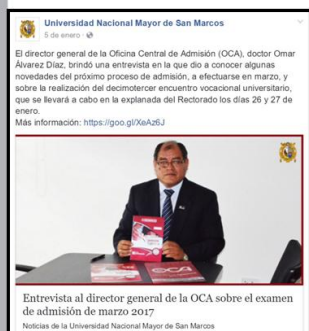 Universidad Nacional Mayor de San Marcos
5 de enero ·
El director general de la Oficina Central de Admisión (OCA), doctor Omar
Álvarez Díaz, brindó una entrevista en la que dio a conocer algunas
novedades del próximo proceso de admisión, a efectuarse en marzo, y
sobre la realización del decimotercer encuentro vocacional universitario,
que se llevará a cabo en la explanada del Rectorado los días 26 y 27 de
enero.
Más información: https://goo.gl/XeAz6J
OCA
Entrevista al director general de la OCA sobre el examen
de admisión de marzo 2017
Noticias de la Universidad Nacional Mayor de San Marcos